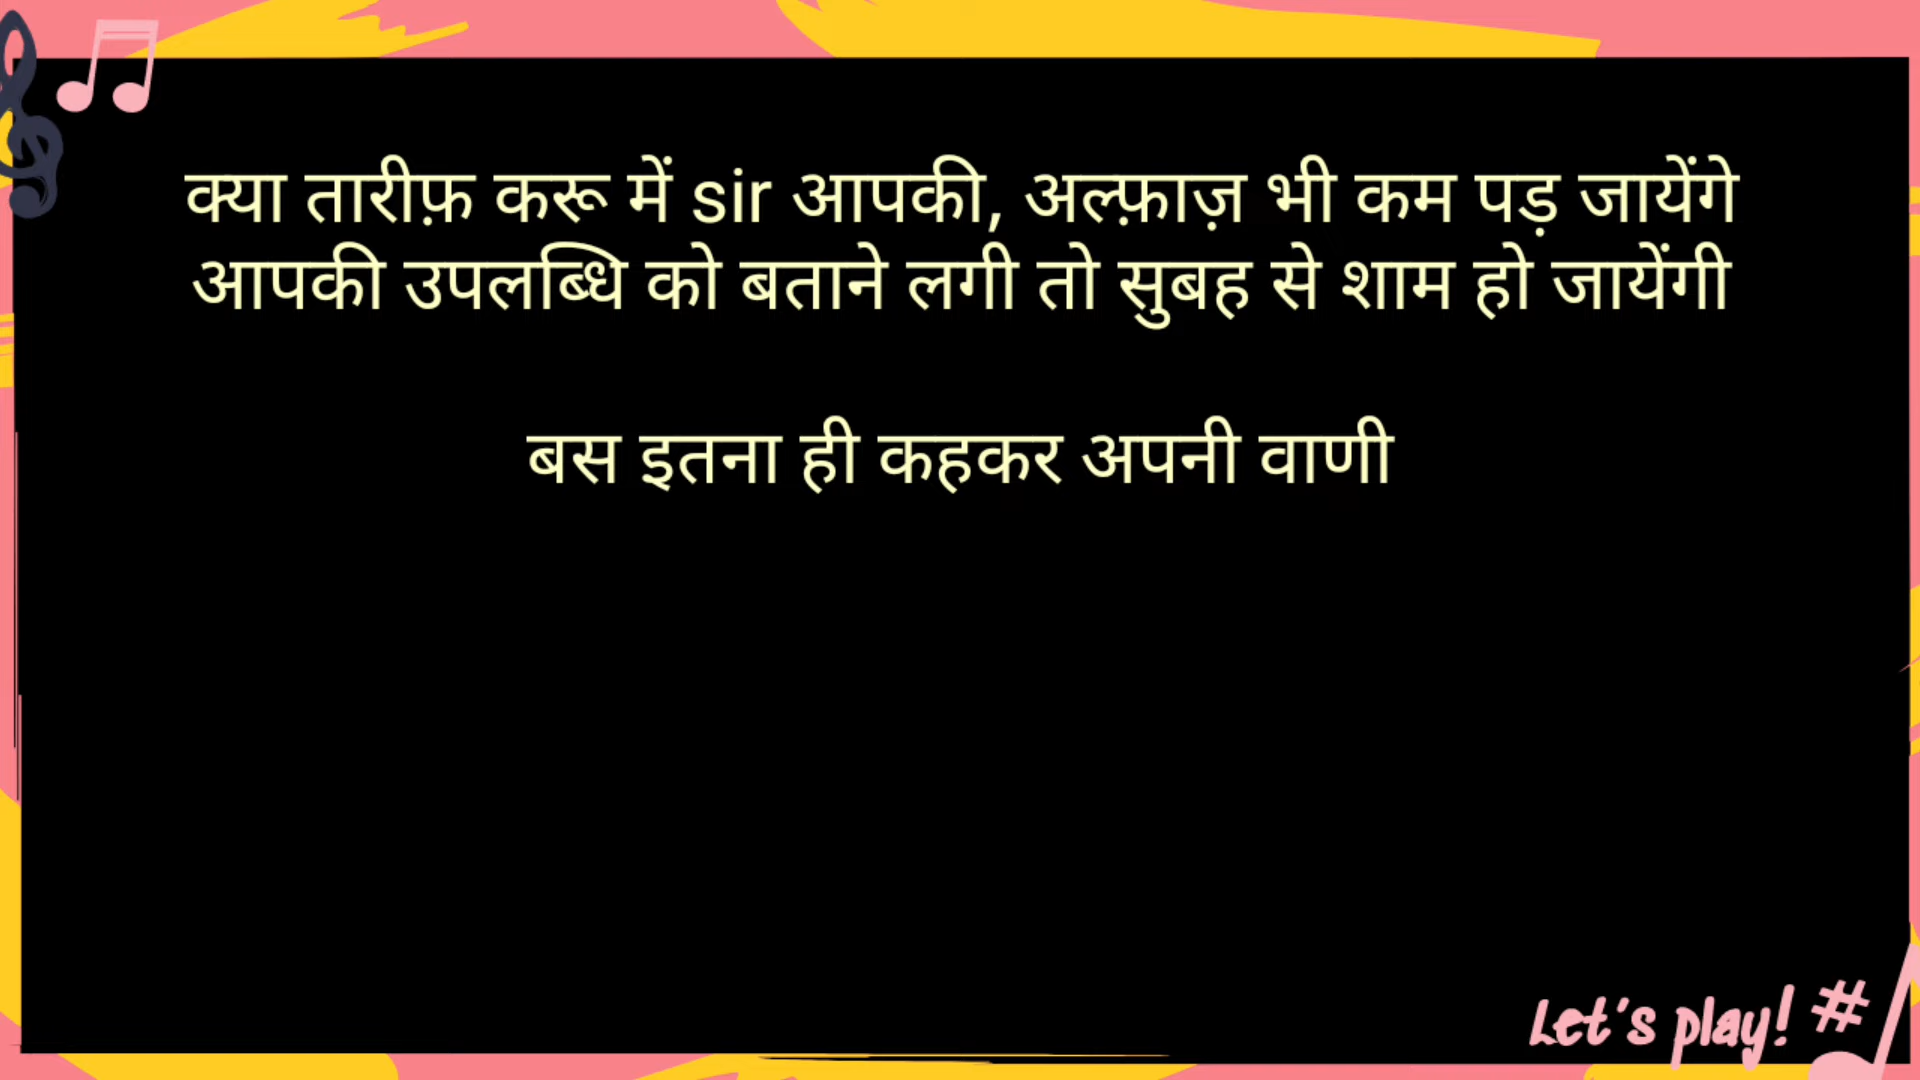 क्या तारीफ़ करू में sir आपकी, अल्फ़ाज़ भी कम पड़ जायेंगे
आपकी उपलब्धि को बताने लगी तो सुबह से शाम हो जायेंगी
बस इतना ही कहकर अपनी वाणी
Let's play!